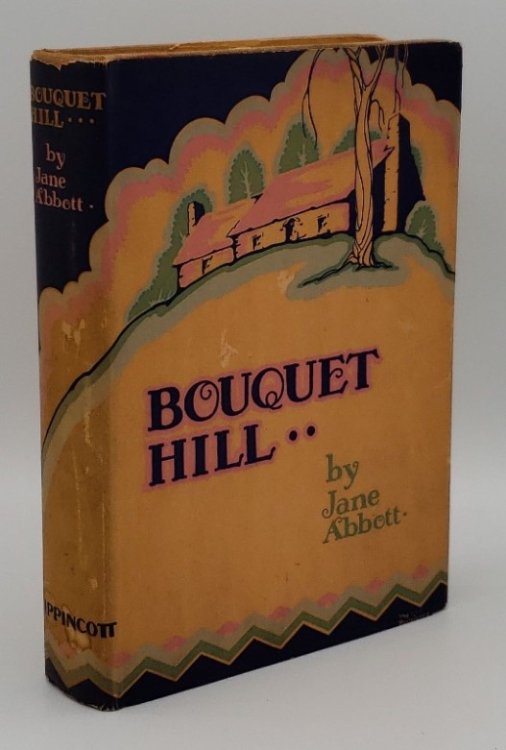 BOUQUET
HILL...
by
Jane
Abbott.
IPPINCOTT
BOUQUET
HILL..
by
Jane
Abbott.